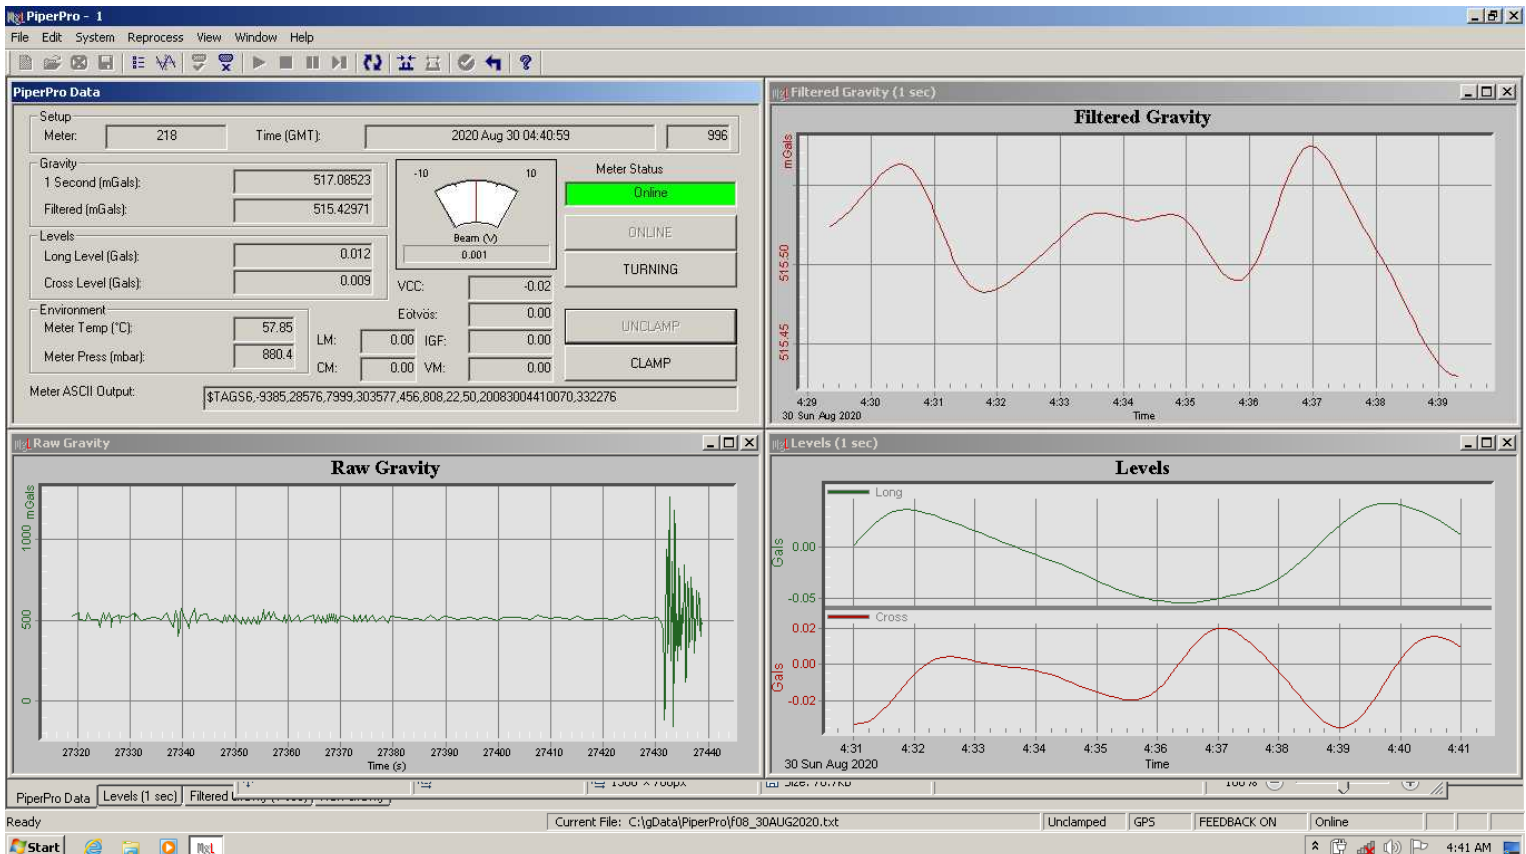 PiperPro - 1
File Edit System Reprocess View Window Help
PiperPro Data
Setup
Meter: 218 Time (GMT): 2020 Aug 30 04:40:59 996
Gravity
1 Second (mGals): 517.08523
Filtered (mGals): 515.42971
Levels
Long Level (Gals): 0.012
Cross Level (Gals): 0.009
Environment
Meter Temp (°C): 57.85
Meter Press (mbar): 880.4
-10 10
Beam (V)
0.001
VCC: -0.02
Eötvös: 0.00
LM: 0.00 IGF: 0.00
CM: 0.00 VM: 0.00
Meter Status
Online
ONLINE
TURNING
UNCLAMP
CLAMP
Meter ASCII Output: $TAGS6,-9385,28576,7999,303577,456,808,22,50,20083004410070,332276
Filtered Gravity (1 sec)
Filtered Gravity
mGals
515.50
515.45
4:29 4:30 4:31 4:32 4:33 4:34 4:35 4:36 4:37 4:38 4:39
30 Sun Aug 2020 Time
Raw Gravity
Raw Gravity
mGals
1000
500
0
27320 27330 27340 27350 27360 27370 27380 27390 27400 27410 27420 27430 27440
Time (s)
Levels (1 sec)
Levels
Long
Gals
0.00
-0.05
Cross
Gals
0.02
0.00
-0.02
4:31 4:32 4:33 4:34 4:35 4:36 4:37 4:38 4:39 4:40 4:41
30 Sun Aug 2020 Time
PiperPro Data Levels (1 sec) Filtered
Ready Current File: C:\gData\PiperPro\f08_30AUG2020.txt Unclamped GPS FEEDBACK ON Online
Start 4:41 AM